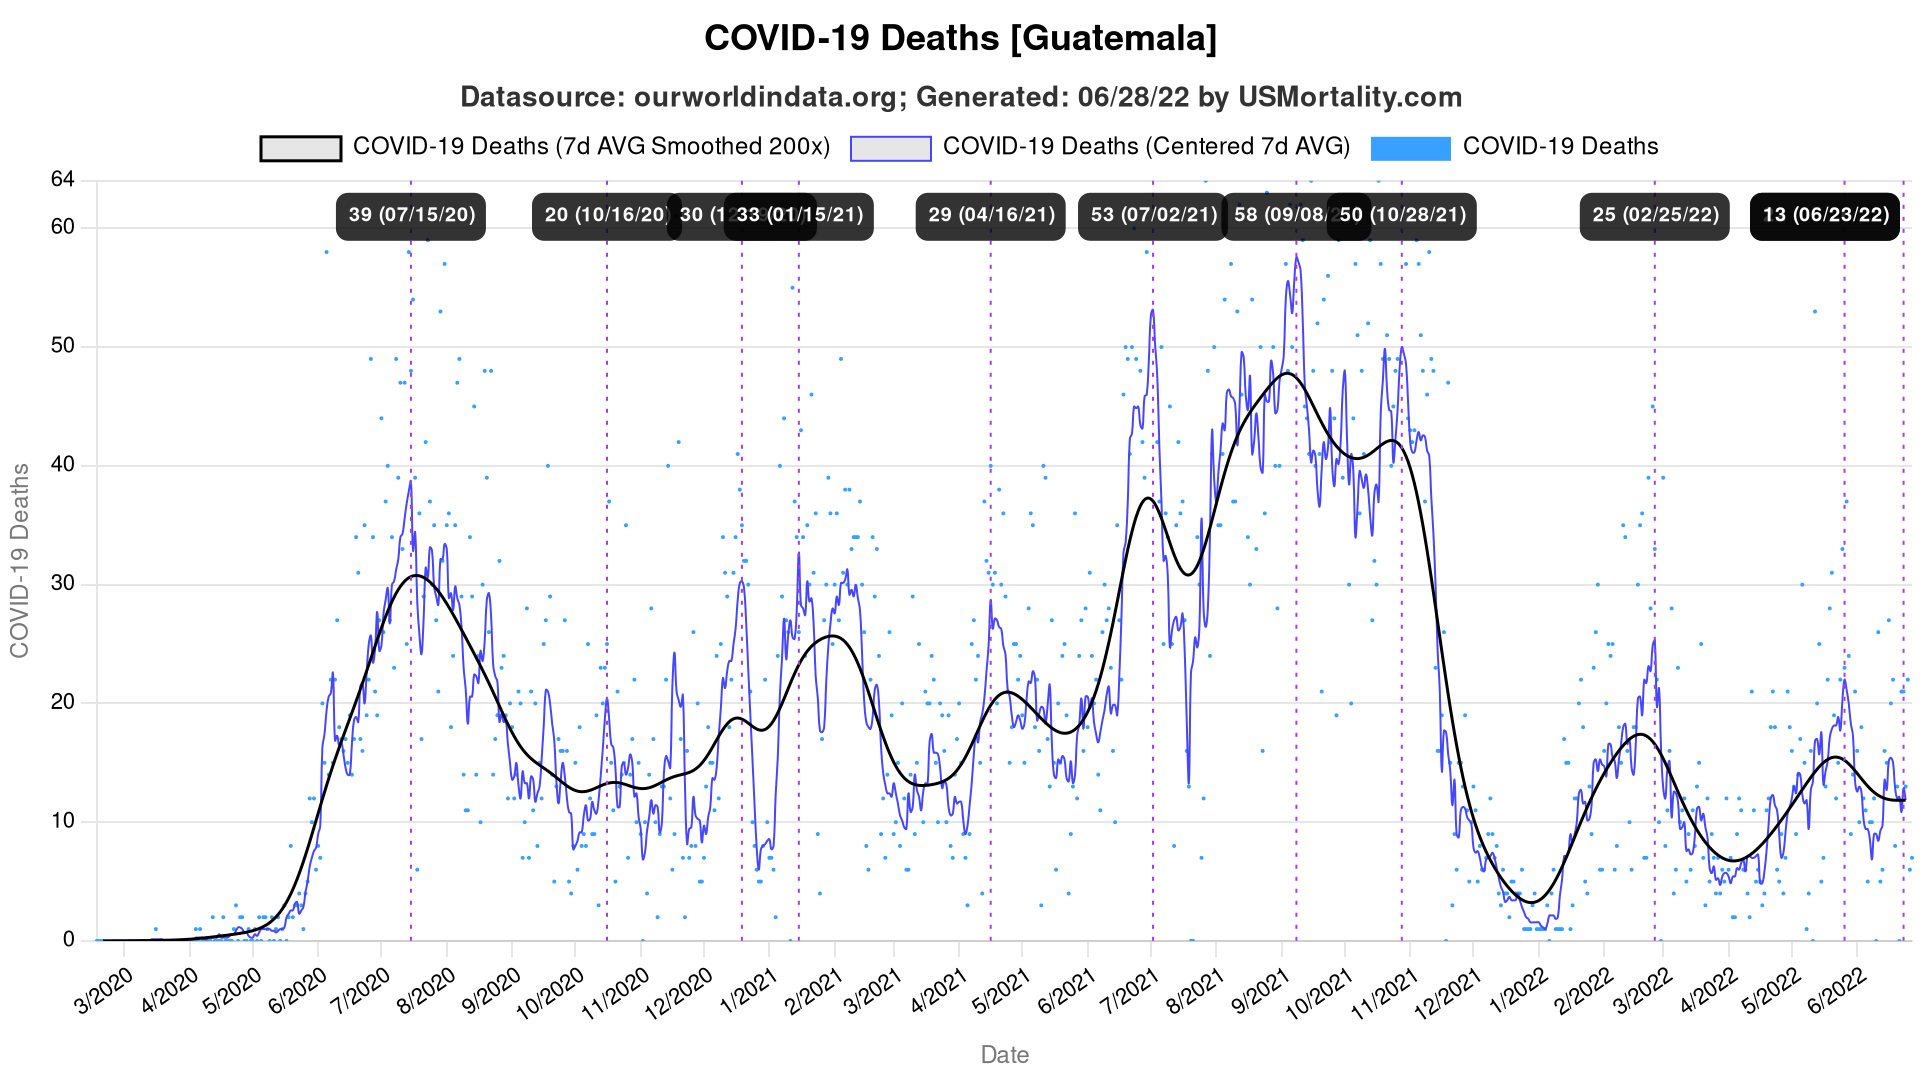 COVID-19 Deaths [Guatemala]
Datasource: ourworldindata.org; Generated: 06/28/22 by USMortality.com
COVID-19 Deaths (7d AVG Smoothed 200x) COVID-19 Deaths (Centered 7d AVG) COVID-19 Deaths
39 (07/15/20) 20 (10/16/20) 30 (12 33 (01/15/21) 29 (04/16/21) 53 (07/02/21) 58 (09/08/ 50 (10/28/21) 25 (02/25/22) 13 (06/23/22)
64
60
50
40
30
20
10
0
COVID-19 Deaths
3/2020 4/2020 5/2020 6/2020 7/2020 8/2020 9/2020 10/2020 11/2020 12/2020 1/2021 2/2021 3/2021 4/2021 5/2021 6/2021 7/2021 8/2021 9/2021 10/2021 11/2021 12/2021 1/2022 2/2022 3/2022 4/2022 5/2022 6/2022
Date